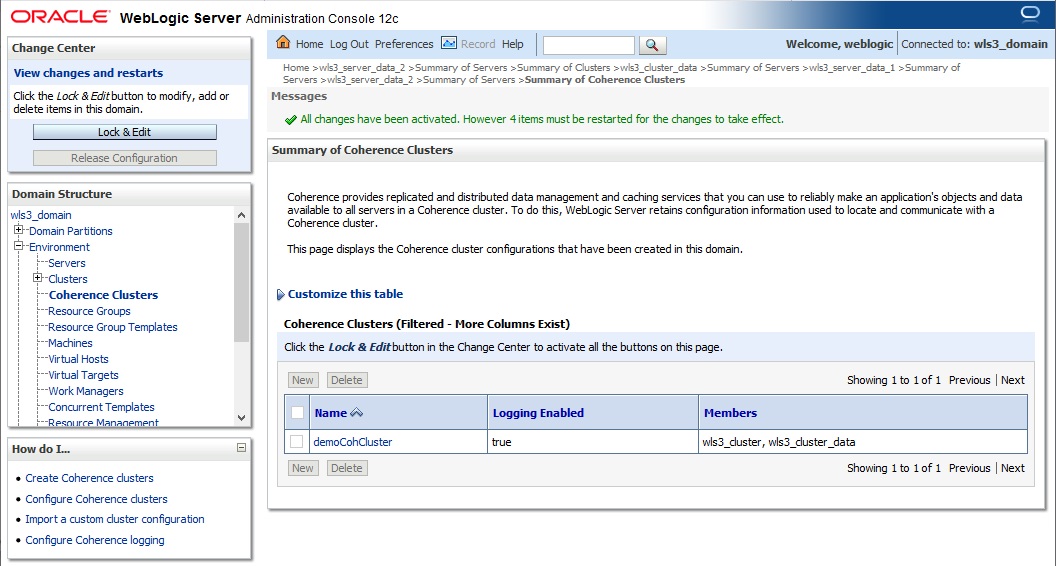 ORACLE WebLogic Server Administration Console 12c
Change Center
View changes and restarts
Click the Lock & Edit button to modify, add or
delete items in this domain.
Lock & Edit
Release Configuration
Domain Structure
wls3_domain
Domain Partitions
Environment
Servers
Clusters
Coherence Clusters
Resource Groups
Resource Group Templates
Machines
Virtual Hosts
Virtual Targets
Work Managers
Concurrent Templates
Resource Management
How do I...
Create Coherence clusters
Configure Coherence clusters
Import a custom cluster configuration
Configure Coherence logging
Home Log Out Preferences Record Help
Welcome, weblogic Connected to: wls3_domain
Home >wls3_server_data_2 >Summary of Servers >Summary of Clusters >wls3_cluster_data >Summary of Servers >wls3_server_data_1 >Summary of
Servers >wls3_server_data_2 >Summary of Servers >Summary of Coherence Clusters
Messages
All changes have been activated. However 4 items must be restarted for the changes to take effect.
Summary of Coherence Clusters
Coherence provides replicated and distributed data management and caching services that you can use to reliably make an application's objects and data
available to all servers in a Coherence cluster. To do this, WebLogic Server retains configuration information used to locate and communicate with a
Coherence cluster.
This page displays the Coherence cluster configurations that have been created in this domain.
Customize this table
Coherence Clusters (Filtered - More Columns Exist)
Click the Lock & Edit button in the Change Center to activate all the buttons on this page.
New Delete Showing 1 to 1 of 1 Previous | Next
Name Logging Enabled Members
demoCohCluster true wls3_cluster, wls3_cluster_data
New Delete Showing 1 to 1 of 1 Previous | Next